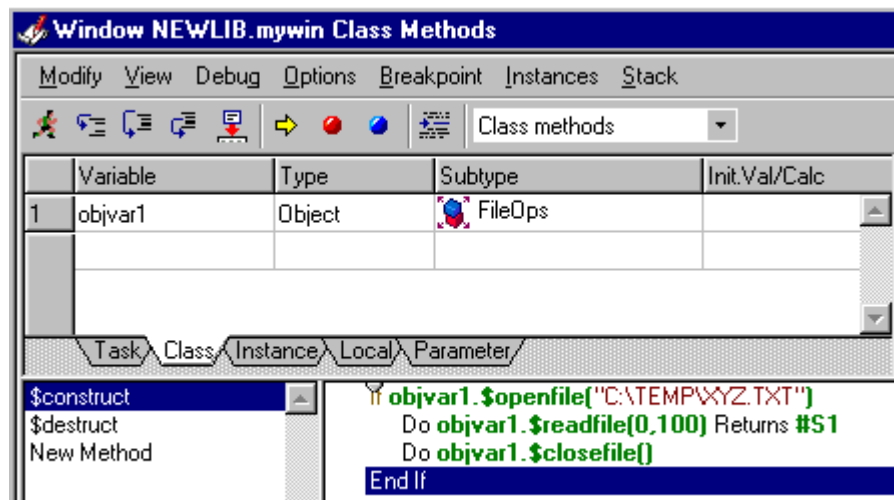 Window NEWLIB.mywin Class Methods
Modify View Debug Options Breakpoint Instances Stack
Class methods
Variable Type Subtype Init.Val/Calc
1 objvar1 Object FileOps
Task Class Instance Local Parameter
$construct
$destruct
New Method
If objvar1.$openfile("C:\TEMP\XYZ.TXT")
Do objvar1.$readfile(0,100) Returns #S1
Do objvar1.$closefile()
End If